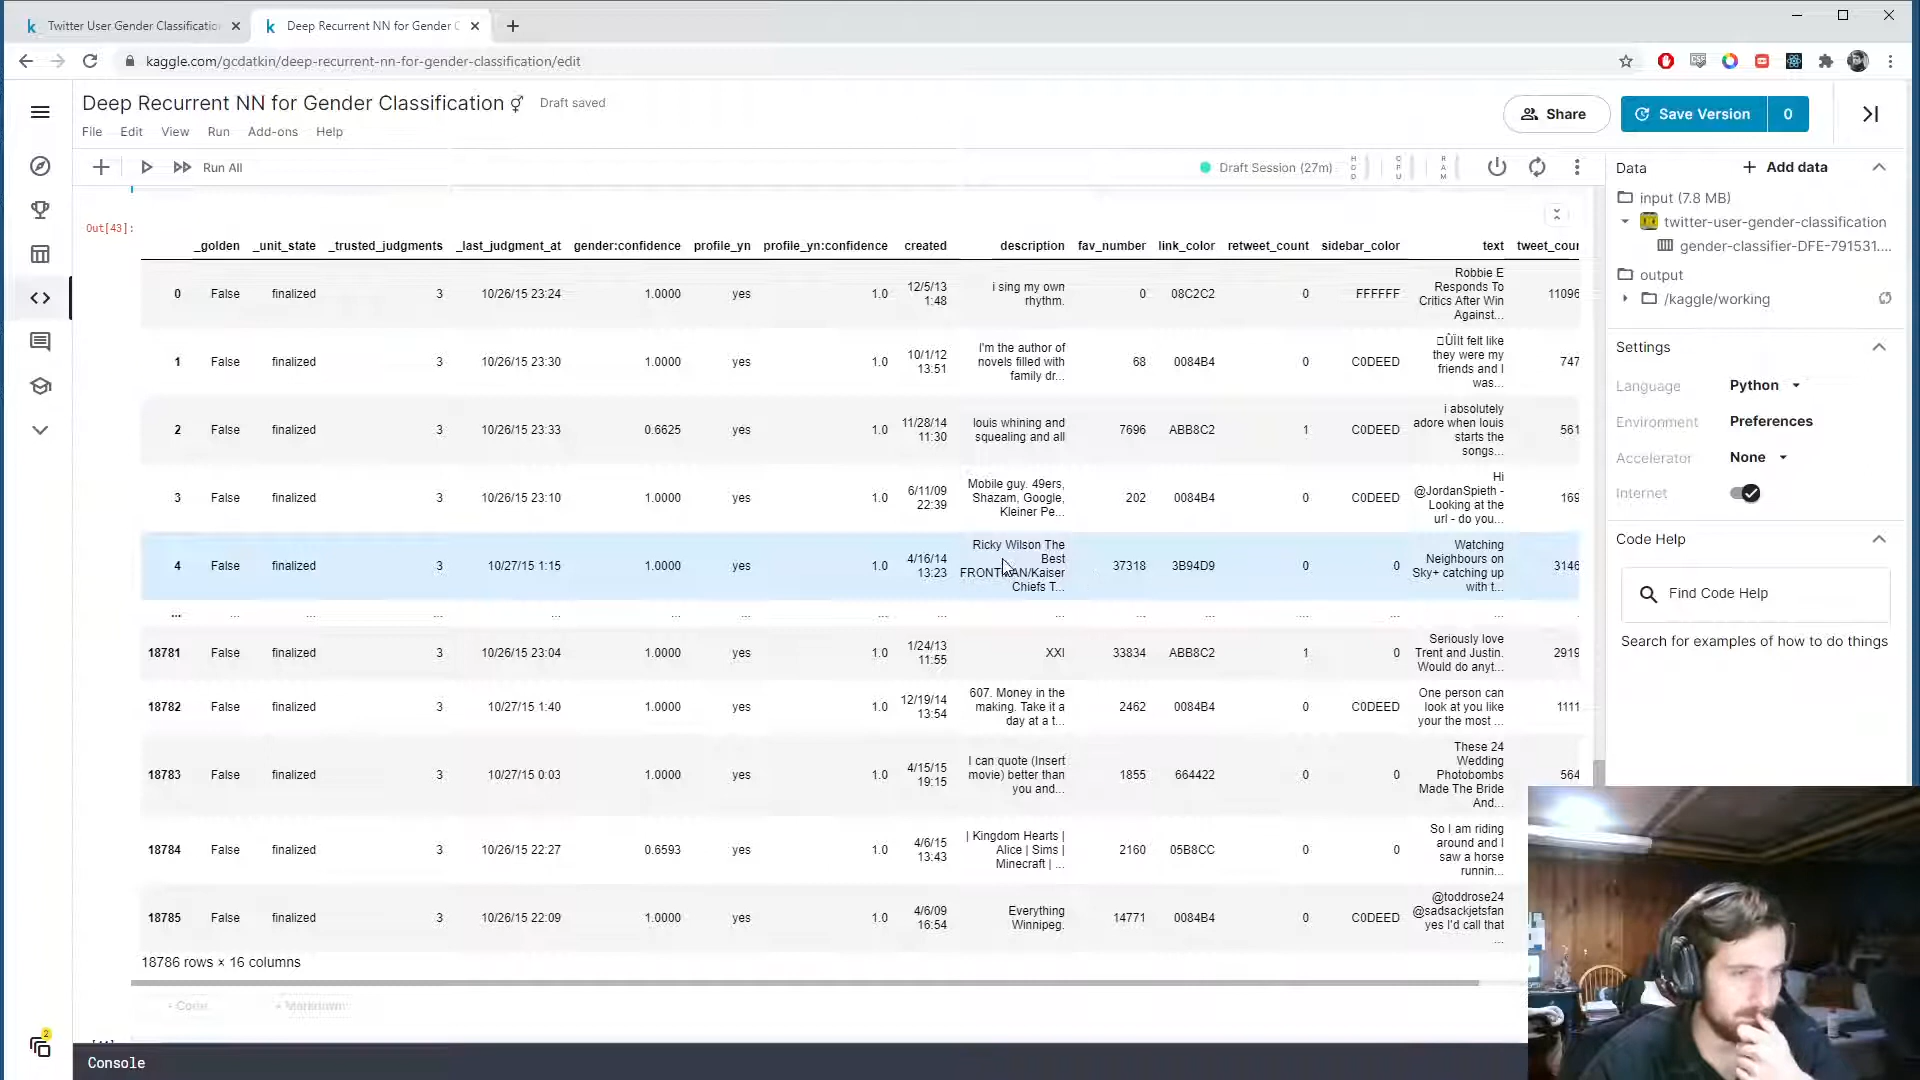 Twitter User Gender Classification
Deep Recurrent NN for Gender C
kaggle.com/gcdatkin/deep-recurrent-nn-for-gender-classification/edit
Deep Recurrent NN for Gender Classification ⚥ Draft saved
Share
Save Version 0
File Edit View Run Add-ons Help
Run All
Draft Session (27m)
HDD
CPU
RAM
Out[43]:
_golden _unit_state _trusted_judgments _last_judgment_at gender:confidence profile_yn profile_yn:confidence created description fav_number link_color retweet_count sidebar_color text tweet_cour
0 False finalized 3 10/26/15 23:24 1.0000 yes 1.0 12/5/13 1:48 i sing my own rhythm. 0 08C2C2 0 FFFFFF Robbie E Responds To Critics After Win Against... 11096
1 False finalized 3 10/26/15 23:30 1.0000 yes 1.0 10/1/12 13:51 I'm the author of novels filled with family dr... 68 0084B4 0 C0DEED □ÛÏIt felt like they were my friends and I was... 747
2 False finalized 3 10/26/15 23:33 0.6625 yes 1.0 11/28/14 11:30 louis whining and squealing and all 7696 ABB8C2 1 C0DEED i absolutely adore when louis starts the songs... 561
3 False finalized 3 10/26/15 23:10 1.0000 yes 1.0 6/11/09 22:39 Mobile guy. 49ers, Shazam, Google, Kleiner Pe... 202 0084B4 0 C0DEED Hi @JordanSpieth - Looking at the url - do you... 169
4 False finalized 3 10/27/15 1:15 1.0000 yes 1.0 4/16/14 13:23 Ricky Wilson The Best FRONTMAN/Kaiser Chiefs T... 37318 3B94D9 0 0 Watching Neighbours on Sky+ catching up with t... 3146
... ... ... ... ... ... ... ... ... ... ... ... ... ... ...
18781 False finalized 3 10/26/15 23:04 1.0000 yes 1.0 1/24/13 11:55 XXI 33834 ABB8C2 1 0 Seriously love Trent and Justin. Would do anyt... 2919
18782 False finalized 3 10/27/15 1:40 1.0000 yes 1.0 12/19/14 13:54 607. Money in the making. Take it a day at a t... 2462 0084B4 0 C0DEED One person can look at you like your the most ... 1111
18783 False finalized 3 10/27/15 0:03 1.0000 yes 1.0 4/15/15 19:15 I can quote (Insert movie) better than you and... 1855 664422 0 0 These 24 Wedding Photobombs Made The Bride And... 564
18784 False finalized 3 10/26/15 22:27 0.6593 yes 1.0 4/6/15 13:43 | Kingdom Hearts | Alice | Sims | Minecraft | ... 2160 05B8CC 0 0 So I am riding around and I saw a horse runnin...
18785 False finalized 3 10/26/15 22:09 1.0000 yes 1.0 4/6/09 16:54 Everything Winnipeg. 14771 0084B4 0 C0DEED @toddrose24 @sadsackjetsfan yes I'd call that ...
18786 rows × 16 columns
+ Code + Markdown
Console
2
Data
Add data
input (7.8 MB)
twitter-user-gender-classification
gender-classifier-DFE-791531....
output
/kaggle/working
Settings
Language Python
Environment Preferences
Accelerator None
Internet
Code Help
Find Code Help
Search for examples of how to do things